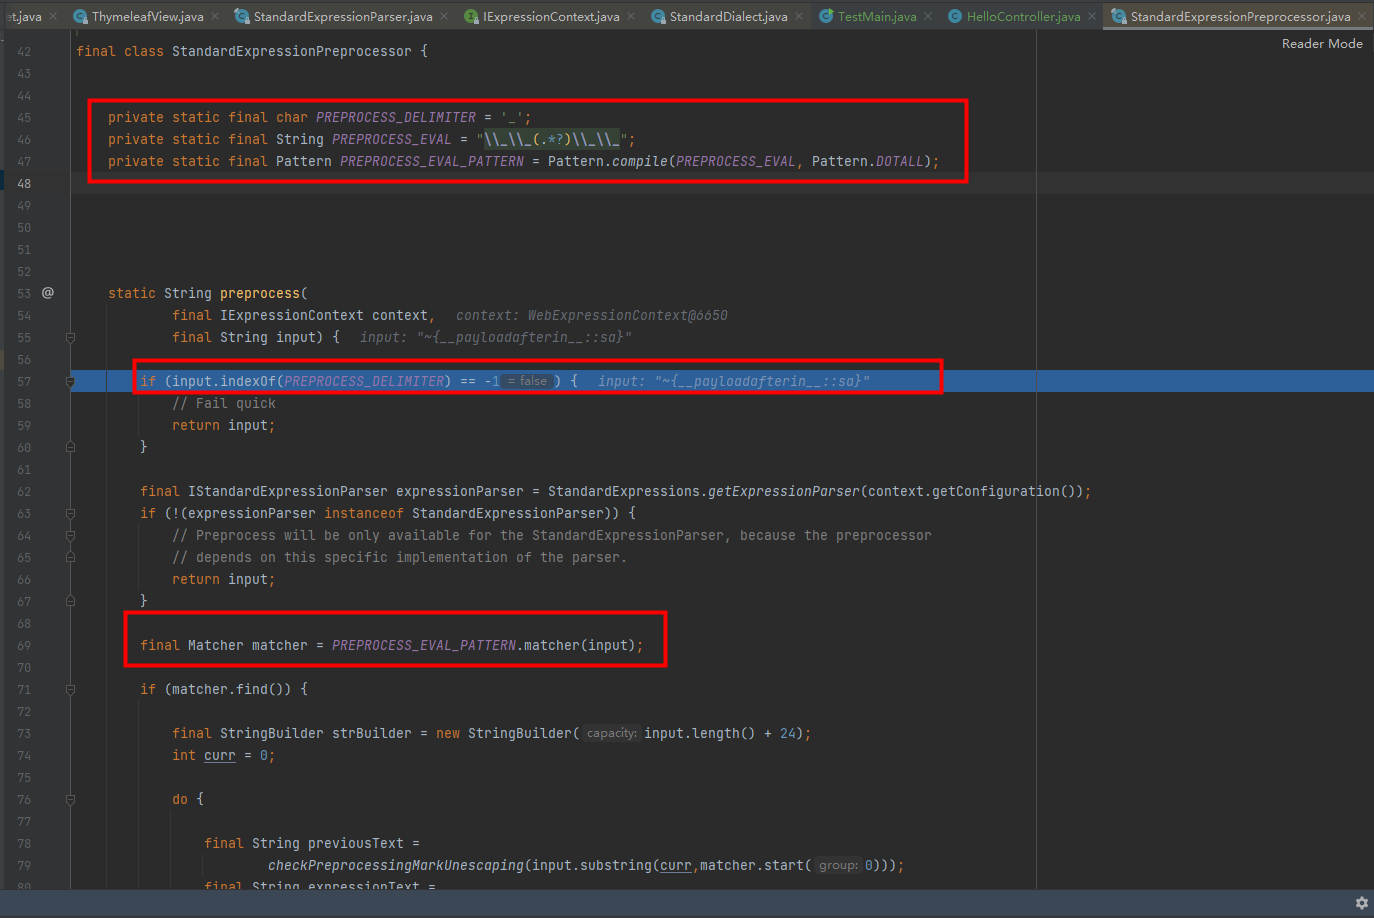 et.java ThymeleafView.java StandardExpressionParser.java IExpressionContext.java StandardDialect.java TestMain.java HelloController.java StandardExpressionPreprocessor.java
Reader Mode
42 final class StandardExpressionPreprocessor {
43
44
45 private static final char PREPROCESS_DELIMITER = '_';
46 private static final String PREPROCESS_EVAL = "\\_\\_(.*?)\\_\\_";
47 private static final Pattern PREPROCESS_EVAL_PATTERN = Pattern.compile(PREPROCESS_EVAL, Pattern.DOTALL);
48
49
50
51
52
53 @ static String preprocess(
54 final IExpressionContext context, context: WebExpressionContext@6650
55 final String input) { input: "~{__payloadafterin__::sa}"
56
57 if (input.indexOf(PREPROCESS_DELIMITER) == -1 = false ) { input: "~{__payloadafterin__::sa}"
58 // Fail quick
59 return input;
60 }
61
62 final IStandardExpressionParser expressionParser = StandardExpressions.getExpressionParser(context.getConfiguration());
63 if (!(expressionParser instanceof StandardExpressionParser)) {
64 // Preprocess will be only available for the StandardExpressionParser, because the preprocessor
65 // depends on this specific implementation of the parser.
66 return input;
67 }
68
69 final Matcher matcher = PREPROCESS_EVAL_PATTERN.matcher(input);
70
71 if (matcher.find()) {
72
73 final StringBuilder strBuilder = new StringBuilder( capacity: input.length() + 24);
74 int curr = 0;
75
76 do {
77
78 final String previousText =
79 checkPreprocessingMarkUnescaping(input.substring(curr,matcher.start( group: 0)));
80 final String expressionText =